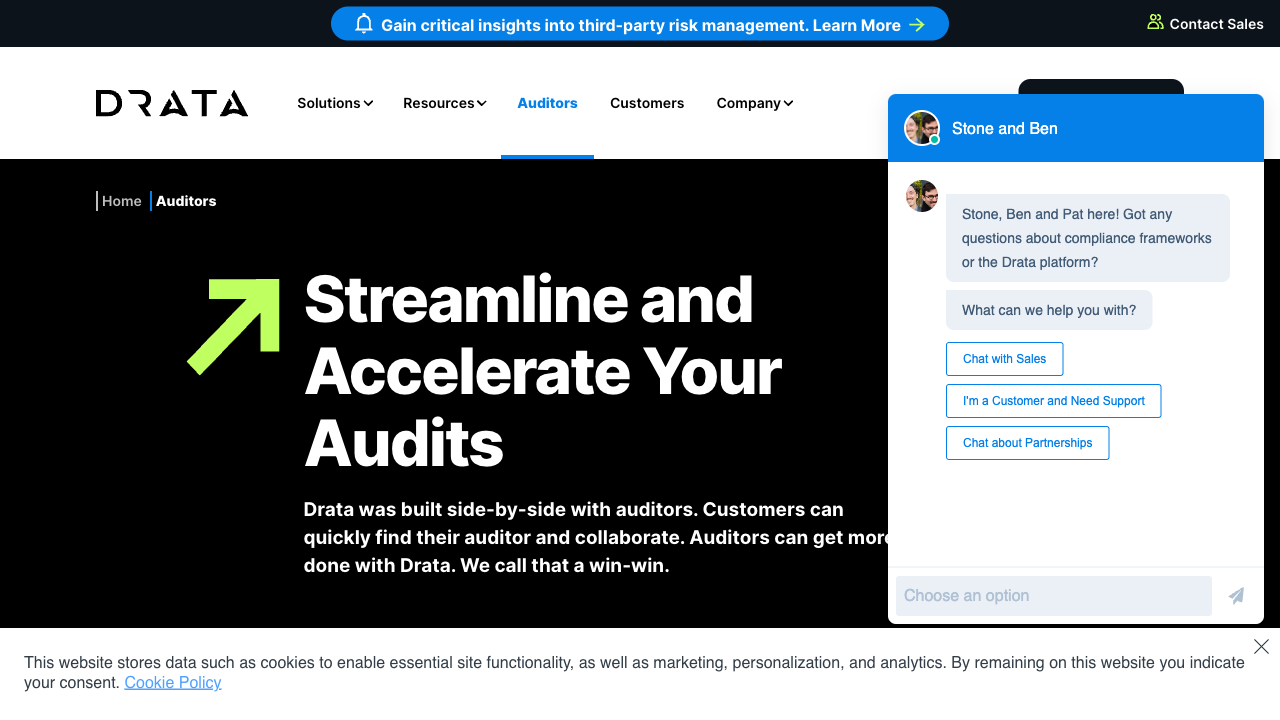 Gain critical insights into third-party risk management. Learn More
Contact Sales
DRATA
Solutions
Resources
Auditors
Customers
Company
Home
Auditors
Streamline and
Accelerate Your
Audits
Drata was built side-by-side with auditors. Customers can
quickly find their auditor and collaborate. Auditors can get more
done with Drata. We call that a win-win.
Stone and Ben
Stone, Ben and Pat here! Got any
questions about compliance frameworks
or the Drata platform?
What can we help you with?
Chat with Sales
I'm a Customer and Need Support
Chat about Partnerships
Choose an option
This website stores data such as cookies to enable essential site functionality, as well as marketing, personalization, and analytics. By remaining on this website you indicate
your consent. Cookie Policy